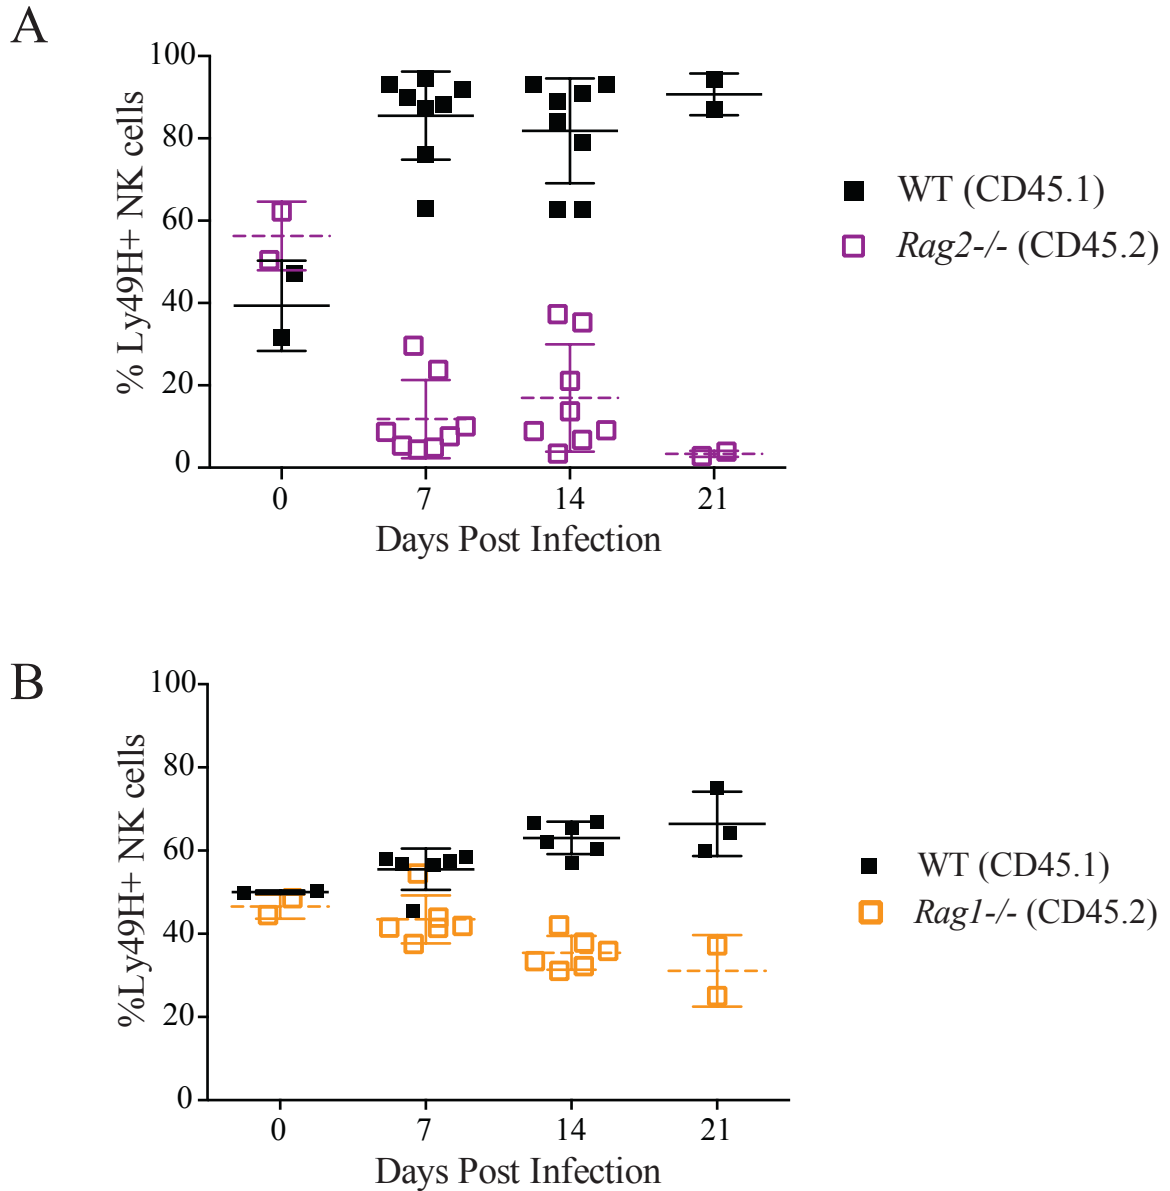 A
100
80
60
40
20
0
% Ly49H+ NK cells
0 7 14 21
Days Post Infection
WT (CD45.1)
Rag2-/- (CD45.2)
B
100
80
60
40
20
0
%Ly49H+ NK cells
0 7 14 21
Days Post Infection
WT (CD45.1)
Rag1-/- (CD45.2)